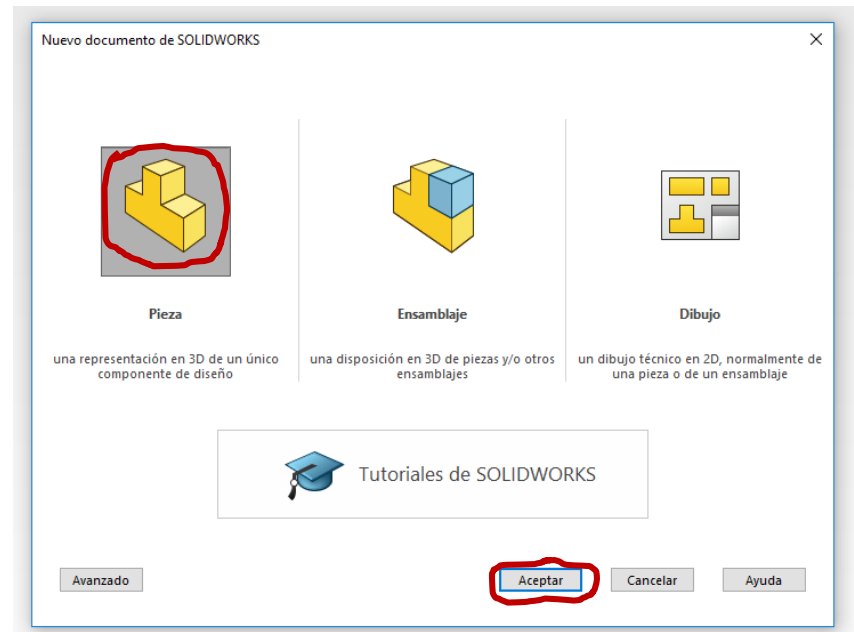 Nuevo documento de SOLIDWORKS
Pieza
una representación en 3D de un único
componente de diseño
Ensamblaje
una disposición en 3D de piezas y/o otros
ensamblajes
Dibujo
un dibujo técnico en 2D, normalmente de
una pieza o de un ensamblaje
Tutoriales de SOLIDWORKS
Avanzado
Aceptar
Cancelar
Ayuda